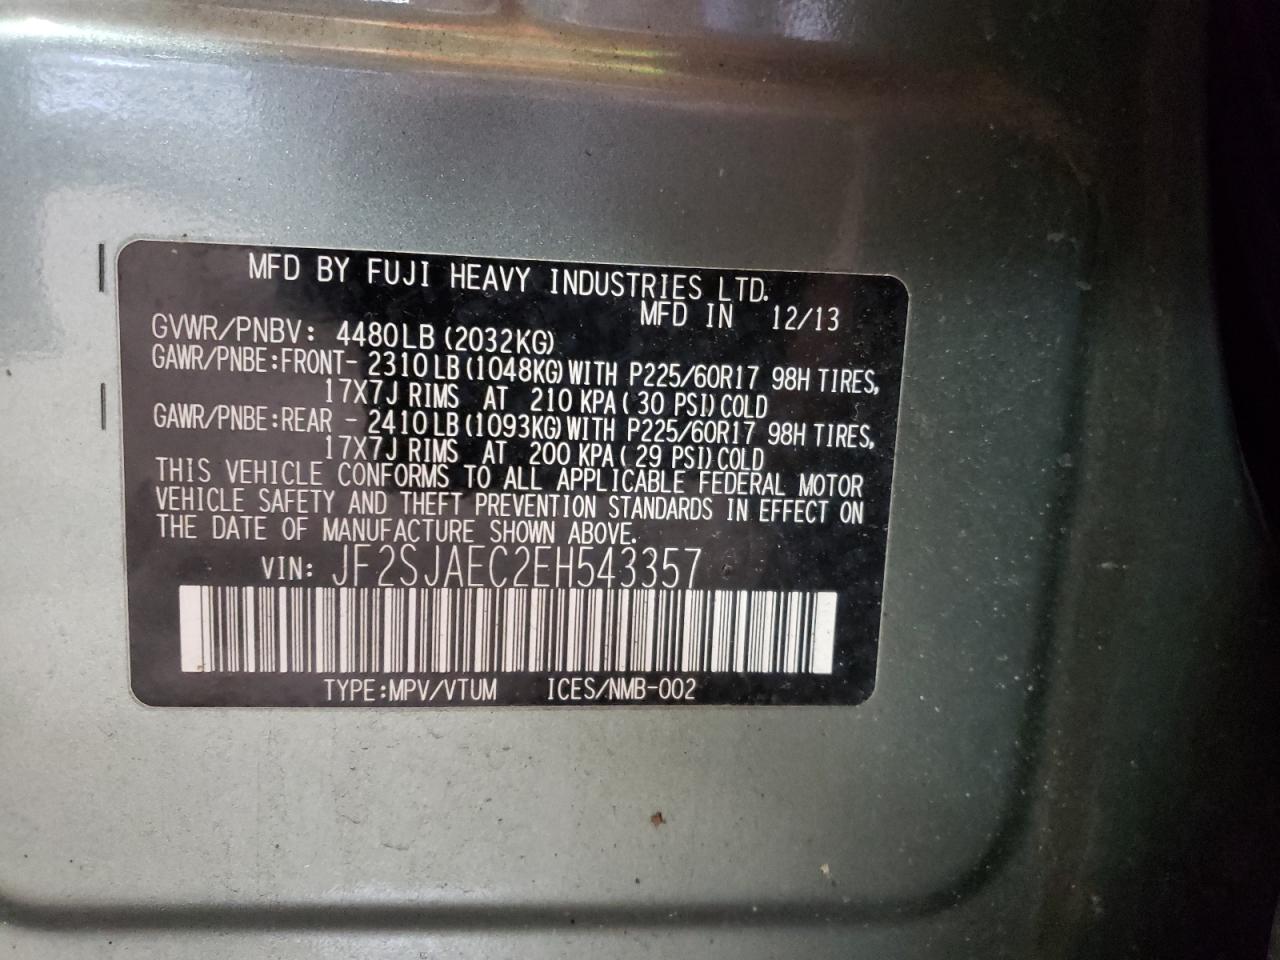 MFD BY FUJI HEAVY INDUSTRIES LTD.
MFD IN 12/13
GVWR/PNBV: 4480LB(2032KG)
GAWR/PNBE:FRONT- 2310LB(1048KG)WITH P225/60R17 98H TIRES,
17X7J RIMS AT 210 KPA(30 PSI)COLD
GAWR/PNBE:REAR - 2410LB(1093KG)WITH P225/60R17 98H TIRES,
17X7J RIMS AT 200 KPA(29 PSI)COLD
THIS VEHICLE CONFORMS TO ALL APPLICABLE FEDERAL MOTOR
VEHICLE SAFETY AND THEFT PREVENTION STANDARDS IN EFFECT ON
THE DATE OF MANUFACTURE SHOWN ABOVE.
VIN: JF2SJAEC2EH543357
TYPE:MPV/VTUM ICES/NMB-002